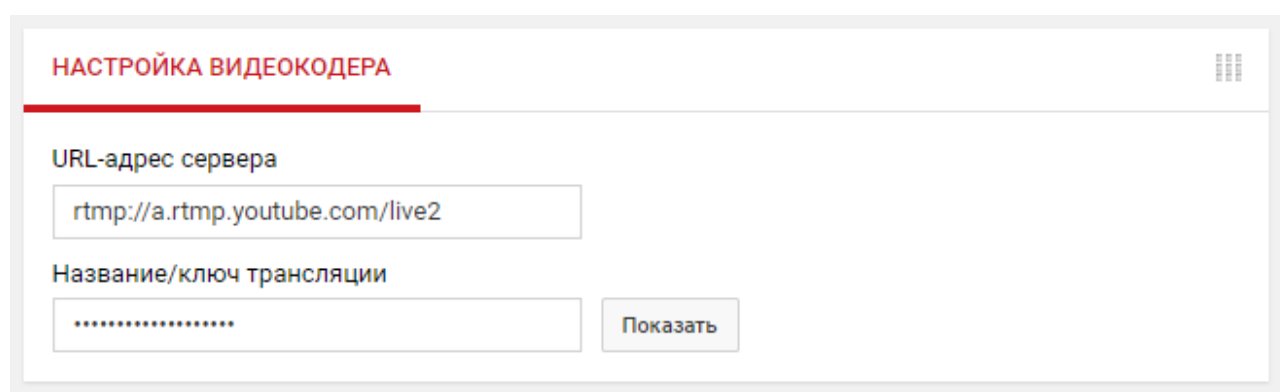 НАСТРОЙКА ВИДЕОКОДЕРА
URL-адрес сервера
rtmp://a.rtmp.youtube.com/live2
Название/ключ трансляции
•••••••••••••••••••
Показать